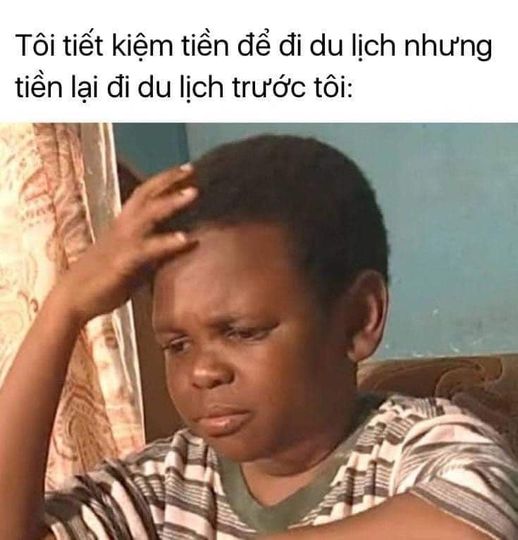 Tôi tiết kiệm tiền để đi du lịch nhưng
tiền lại đi du lịch trước tôi: